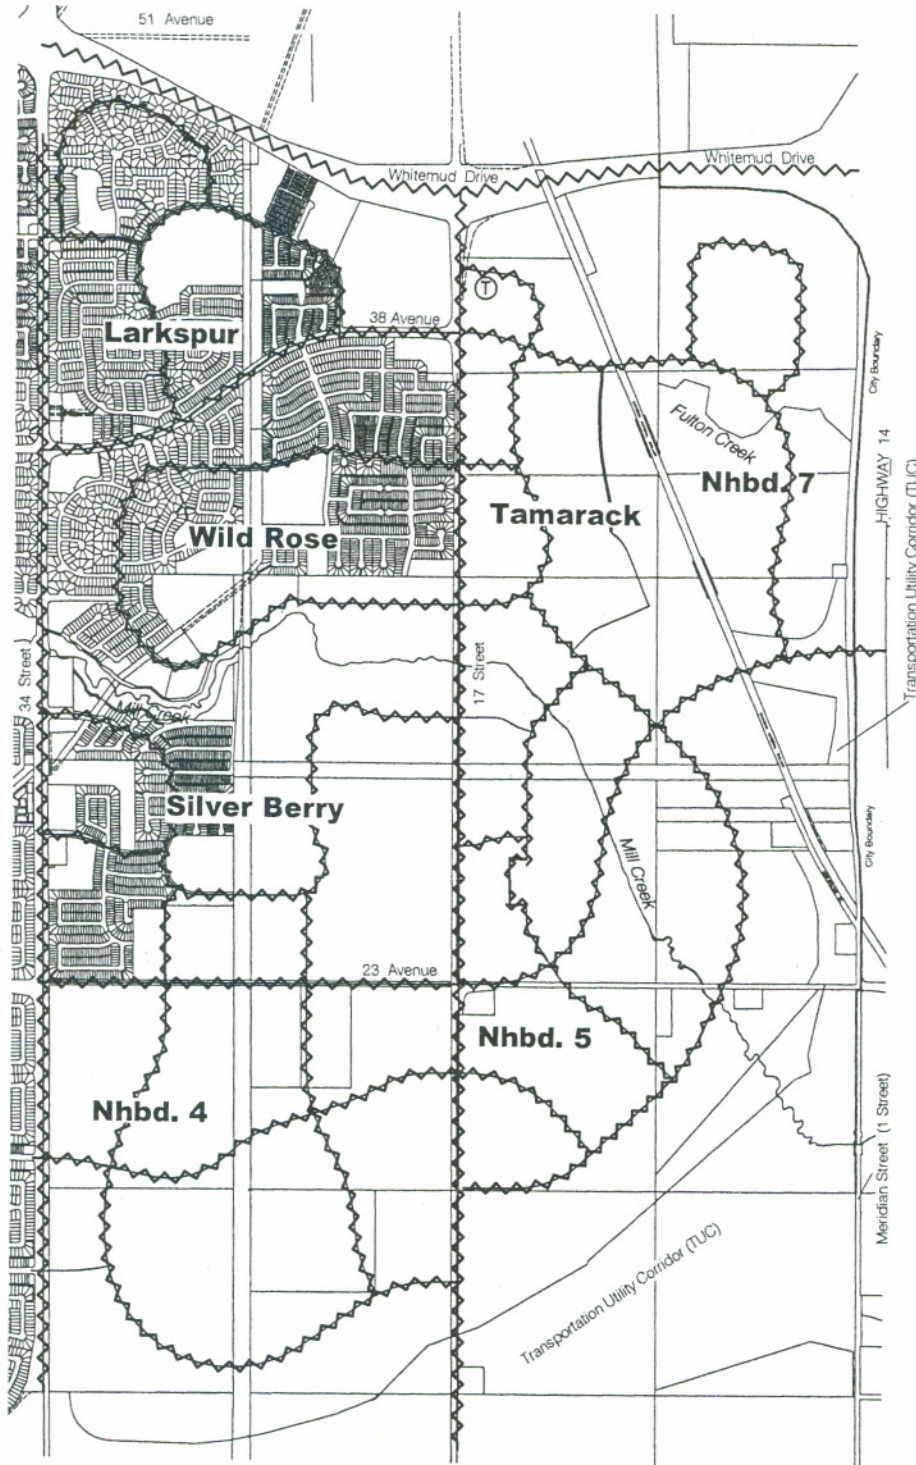 51 Avenue
Whitemud Drive
Whitemud Drive
T
38 Avenue
Larkspur
City Boundary
Fulton Creek
HIGHWAY 14
Nhbd. 7
Tamarack
Wild Rose
Transportation Utility Corridor (TUC)
34 Street
17 Street
Mill Creek
Silver Berry
Mill Creek
City Boundary
23 Avenue
Nhbd. 5
Nhbd. 4
Meridian Street (1 Street)
Transportation Utility Corridor (TUC)